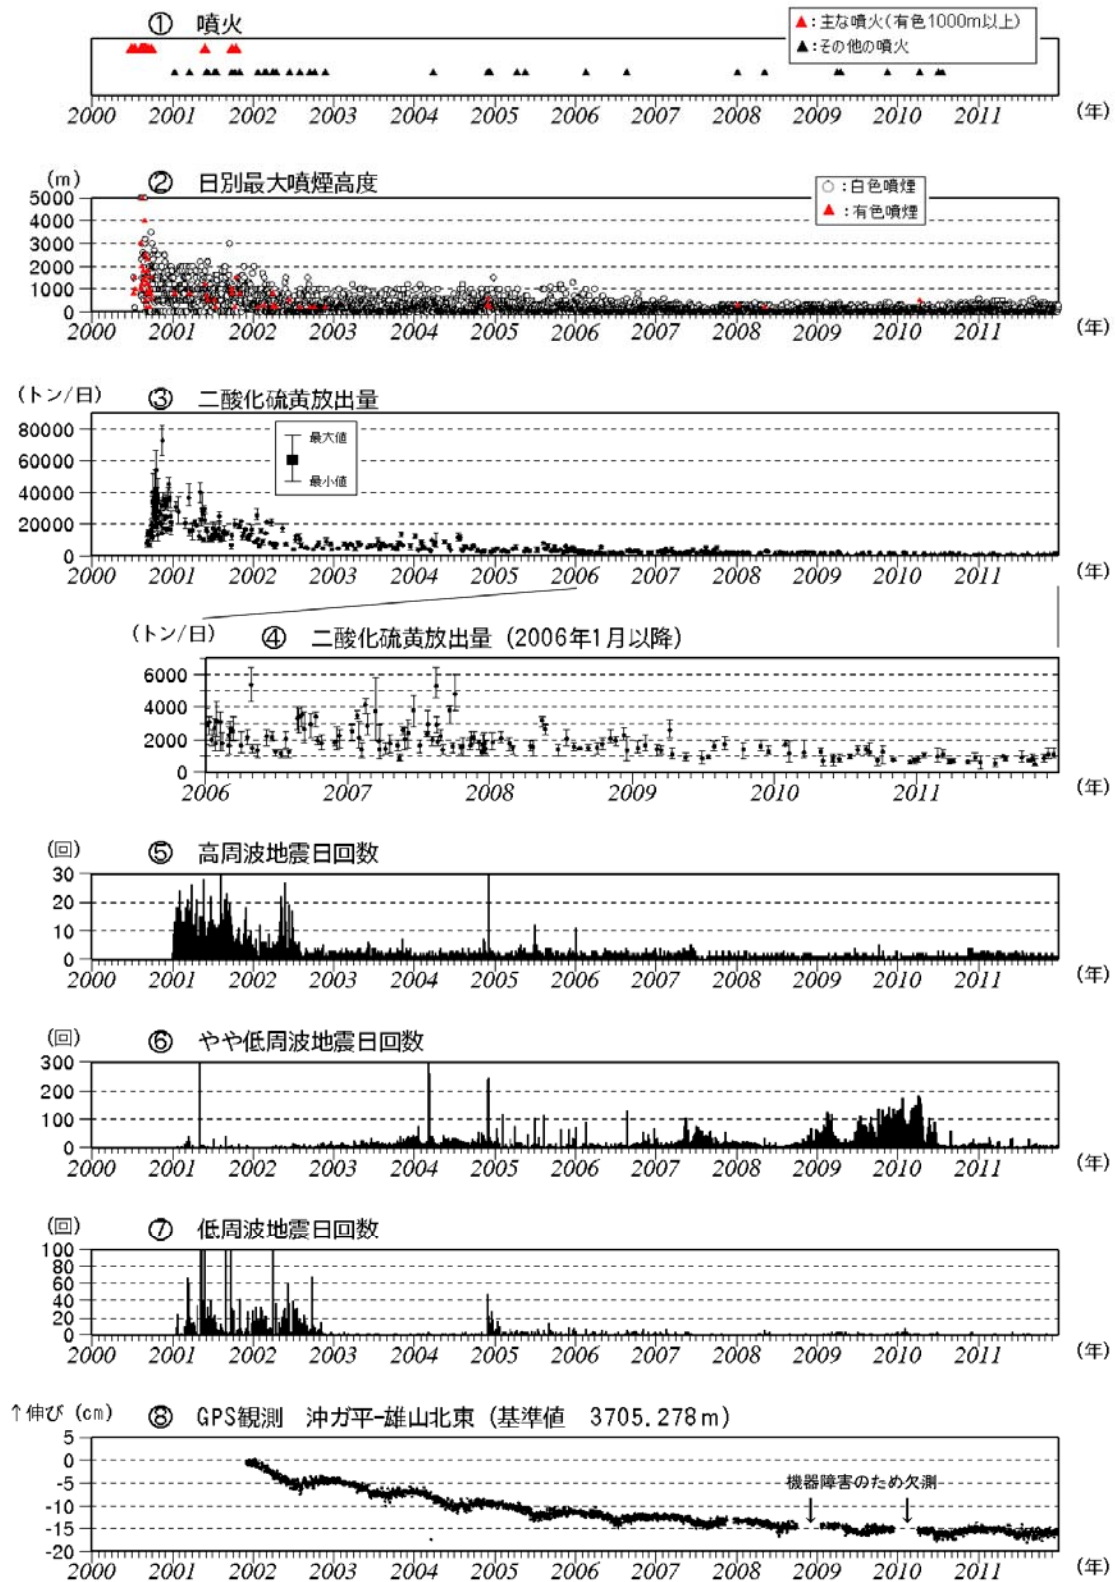 ① 噴火
▲:主な噴火(有色1000m以上)
▲:その他の噴火
2000 2001 2002 2003 2004 2005 2006 2007 2008 2009 2010 2011 (年)
(m) ② 日別最大噴煙高度
○:白色噴煙
▲:有色噴煙
5000
4000
3000
2000
1000
0
2000 2001 2002 2003 2004 2005 2006 2007 2008 2009 2010 2011 (年)
(トン/日) ③ 二酸化硫黄放出量
最大値
最小値
80000
60000
40000
20000
0
2000 2001 2002 2003 2004 2005 2006 2007 2008 2009 2010 2011 (年)
(トン/日) ④ 二酸化硫黄放出量 (2006年1月以降)
6000
4000
2000
0
2006 2007 2008 2009 2010 2011 (年)
(回) ⑤ 高周波地震日回数
30
20
10
0
2000 2001 2002 2003 2004 2005 2006 2007 2008 2009 2010 2011 (年)
(回) ⑥ やや低周波地震日回数
300
200
100
0
2000 2001 2002 2003 2004 2005 2006 2007 2008 2009 2010 2011 (年)
(回) ⑦ 低周波地震日回数
100
80
60
40
20
0
2000 2001 2002 2003 2004 2005 2006 2007 2008 2009 2010 2011 (年)
↑伸び (cm) ⑧ GPS観測 沖ガ平-雄山北東 (基準値 3705.278m)
5
0
-5
-10
-15
-20
機器障害のため欠測
2000 2001 2002 2003 2004 2005 2006 2007 2008 2009 2010 2011 (年)